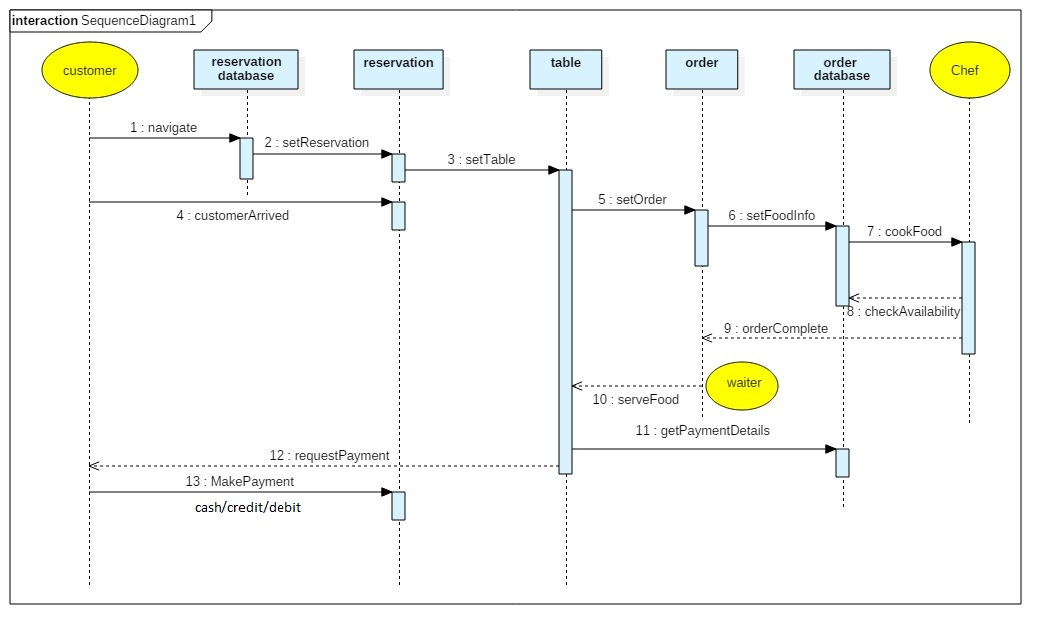 interaction SequenceDiagram1
customer
reservation
database
reservation
table
order
order
database
Chef
1 : navigate
2 : setReservation
3 : setTable
4 : customerArrived
5 : setOrder
6 : setFoodInfo
7 : cookFood
8 : checkAvailability
9 : orderComplete
waiter
10 : serveFood
11 : getPaymentDetails
12 : requestPayment
13 : MakePayment
cash/credit/debit